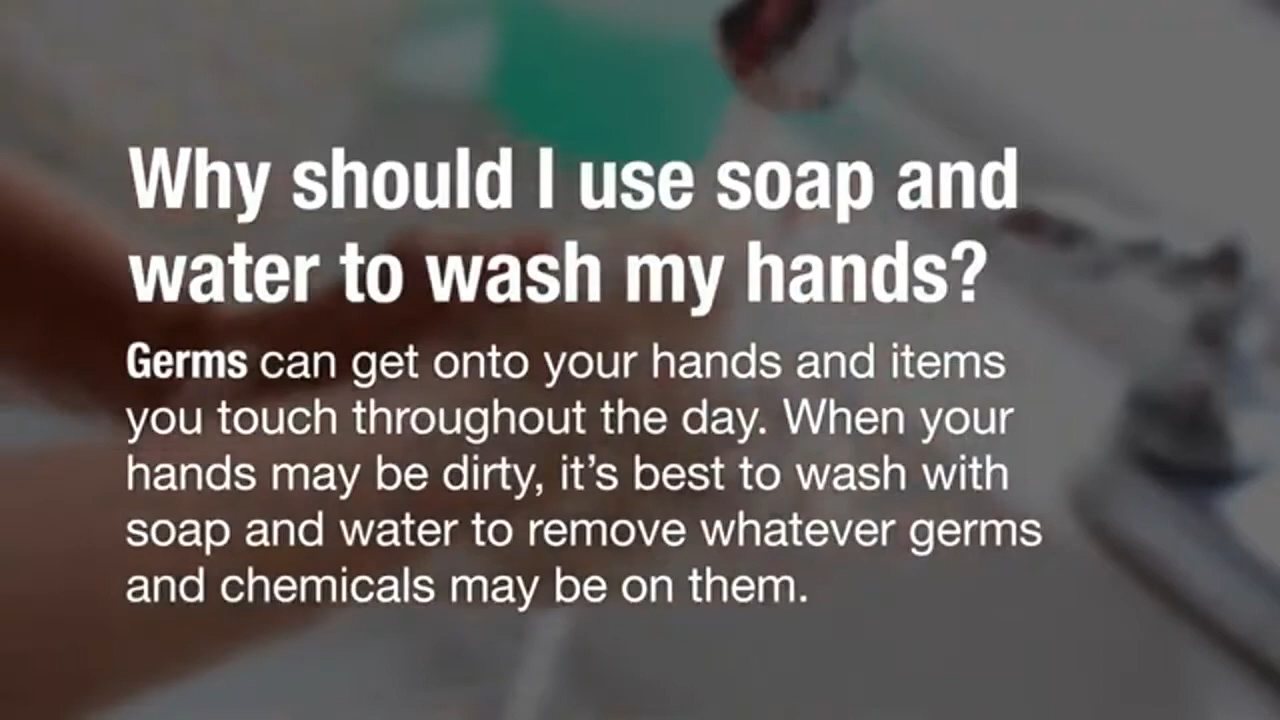 Why should I use soap and
water to wash my hands?
Germs can get onto your hands and items
you touch throughout the day. When your
hands may be dirty, it’s best to wash with
soap and water to remove whatever germs
and chemicals may be on them.